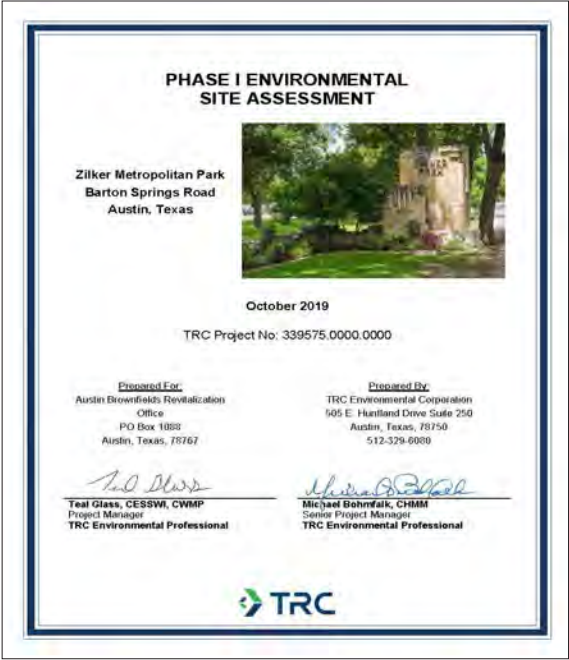 PHASE I ENVIRONMENTAL
SITE ASSESSMENT
Zilker Metropolitan Park
Barton Springs Road
Austin, Texas
PARK
October 2019
TRC Project No: 339575.0000.0000
Prepared For:
Austin Brownfields Revitalization
Office
PO Box 1088
Austin, Texas, 78767
Prepared By:
TRC Environmental Corporation
505 E. Huntland Drive Suite 250
Austin, Texas, 78750
512-329-6080
Teal Glass, CESSWI, CWMP
Project Manager
TRC Environmental Professional
Michael Bohmfalk, CHMM
Senior Project Manager
TRC Environmental Professional
TRC